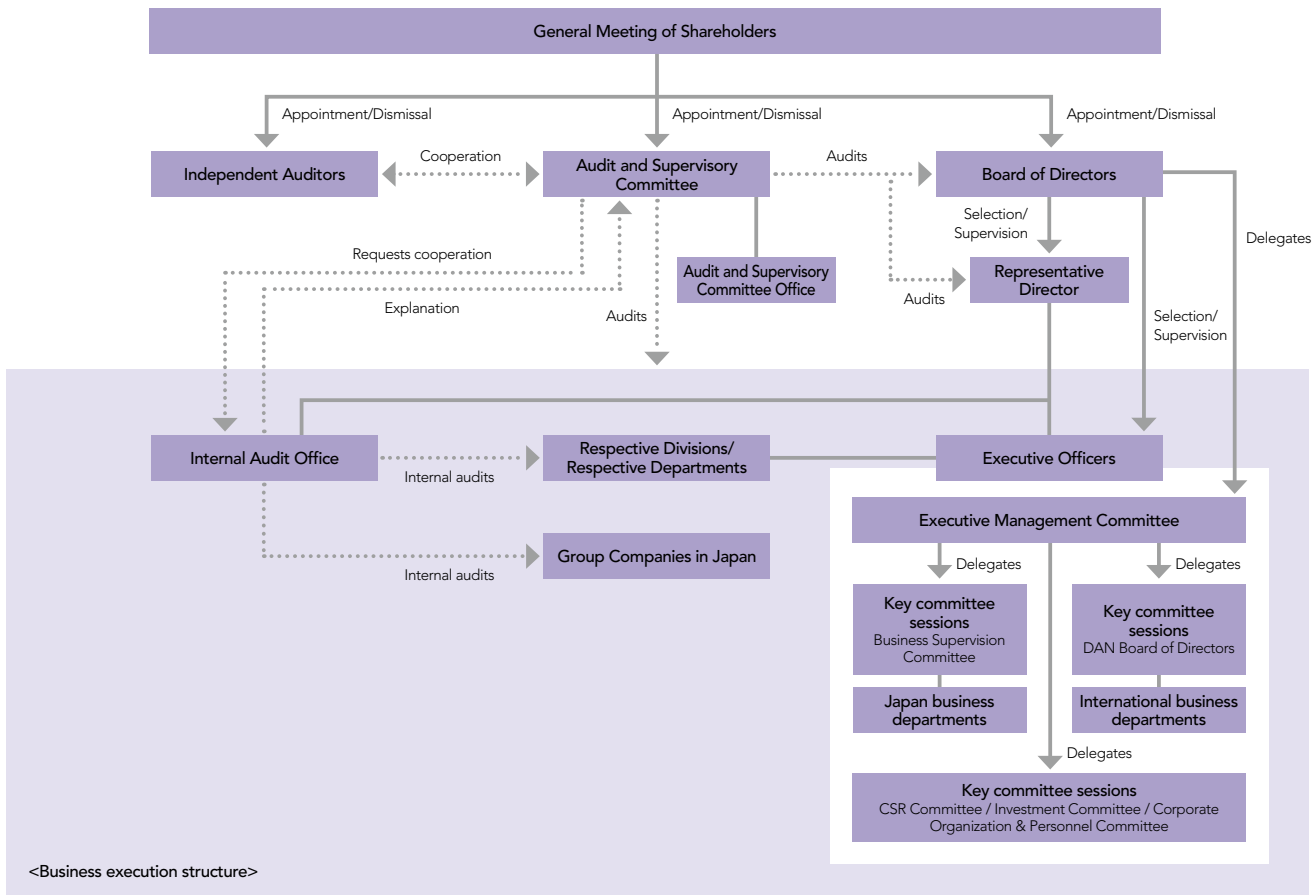 General Meeting of Shareholders
Appointment/Dismissal
Appointment/Dismissal
Appointment/Dismissal
Independent Auditors
Cooperation
Audit and Supervisory
Committee
Audits
Board of Directors
Selection/
Supervision
Delegates
Requests cooperation
Audit and Supervisory
Committee Office
Representative
Director
Explanation
Audits
Audits
Selection/
Supervision
Internal Audit Office
Internal audits
Respective Divisions/
Respective Departments
Executive Officers
Executive Management Committee
Internal audits
Group Companies in Japan
Delegates
Delegates
Key committee
sessions
Business Supervision
Committee
Key committee
sessions
DAN Board of Directors
Japan business
departments
International business
departments
Delegates
Key committee sessions
CSR Committee / Investment Committee / Corporate
Organization & Personnel Committee
<Business execution structure>